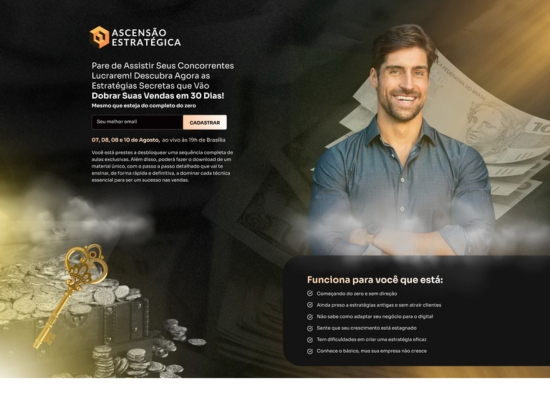 ASCENSÃO
ESTRATÉGICA
Pare de Assistir Seus Concorrentes
Lucrarem! Descubra Agora as
Estratégias Secretas que Vão
Dobrar Suas Vendas em 30 Dias!
Mesmo que esteja do completo do zero
Seu melhor email
CADASTRAR
07, 08, 08 e 10 de Agosto, ao vivo às 19h de Brasília
Você está prestes a desbloquear uma sequência completa de
aulas exclusivas. Além disso, poderá fazer o download de um
material único, com o passo a passo detalhado que vai te
ensinar, de forma rápida e definitiva, a dominar cada técnica
essencial para ser um sucesso nas vendas.
Funciona para você que está:
Começando do zero e sem direção
Ainda preso a estratégias antigas e sem atrair clientes
Não sabe como adaptar seu negócio para o digital
Sente que seu crescimento está estagnado
Tem dificuldades em criar uma estratégia eficaz
Conhece o básico, mas sua empresa não cresce